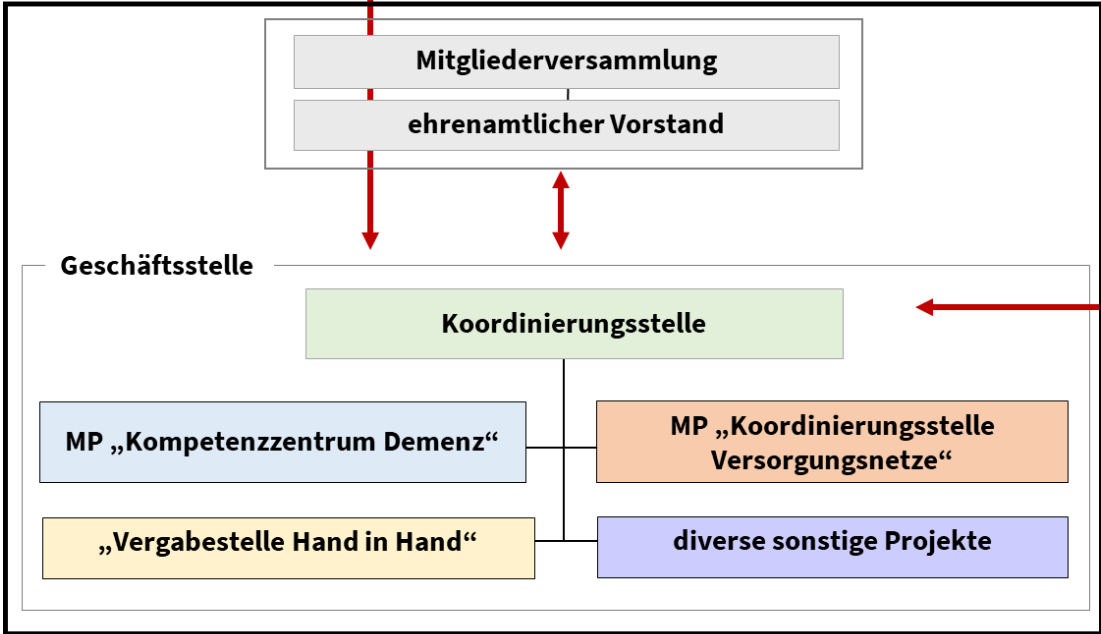 Mitgliederversammlung
ehrenamtlicher Vorstand
Geschäftsstelle
Koordinierungsstelle
MP „Kompetenzzentrum Demenz“
MP „Koordinierungsstelle
Versorgungsnetze“
„Vergabestelle Hand in Hand“
diverse sonstige Projekte